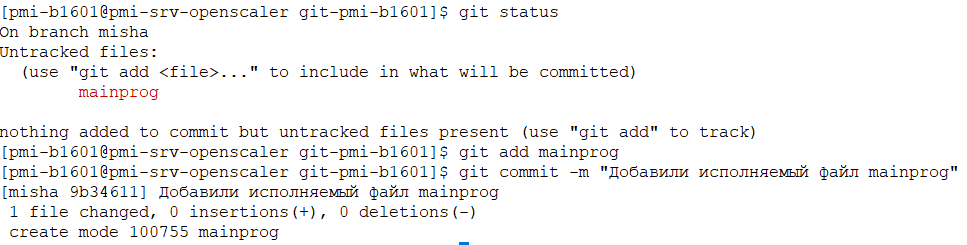 [pmi-b1601@pmi-srv-openscaler git-pmi-b1601]$ git status
On branch misha
Untracked files:
  (use "git add <file>..." to include in what will be committed)
        mainprog

nothing added to commit but untracked files present (use "git add" to track)
[pmi-b1601@pmi-srv-openscaler git-pmi-b1601]$ git add mainprog
[pmi-b1601@pmi-srv-openscaler git-pmi-b1601]$ git commit -m "Добавили исполняемый файл mainprog"
[misha 9b34611] Добавили исполняемый файл mainprog
 1 file changed, 0 insertions(+), 0 deletions(-)
 create mode 100755 mainprog